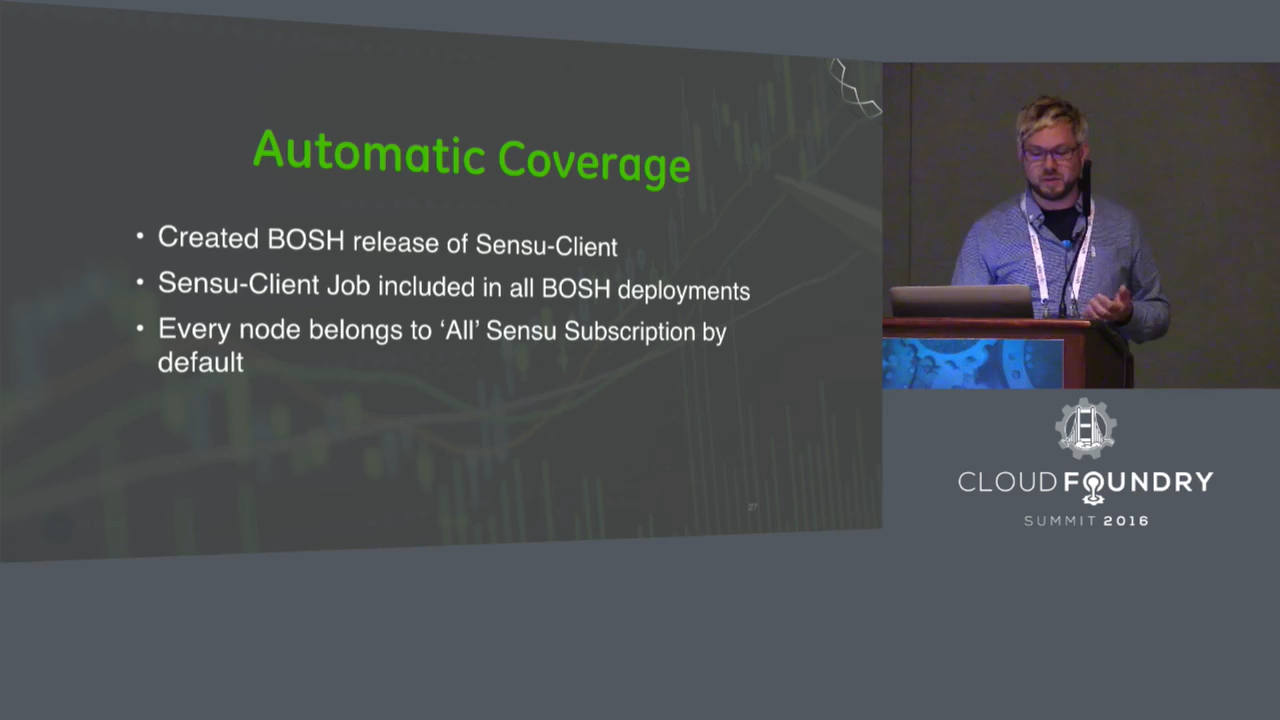 Automatic Coverage
• Created BOSH release of Sensu-Client
• Sensu-Client Job included in all BOSH deployments
• Every node belongs to ‘All’ Sensu Subscription by
default
27
CLOUD FOUNDRY
SUMMIT 2016